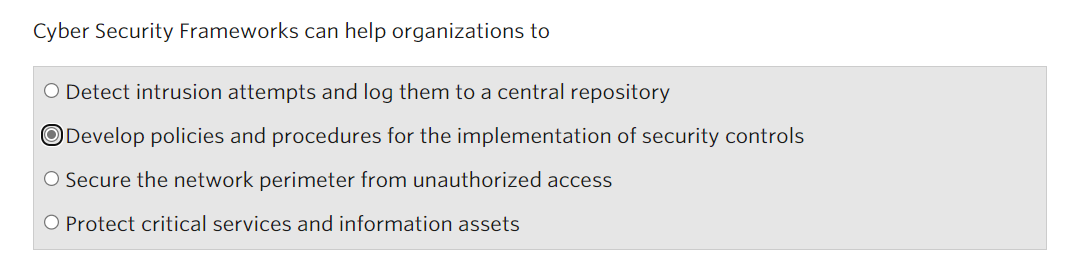 Cyber Security Frameworks can help organizations to
Detect intrusion attempts and log them to a central repository
Develop policies and procedures for the implementation of security controls
Secure the network perimeter from unauthorized access
Protect critical services and information assets